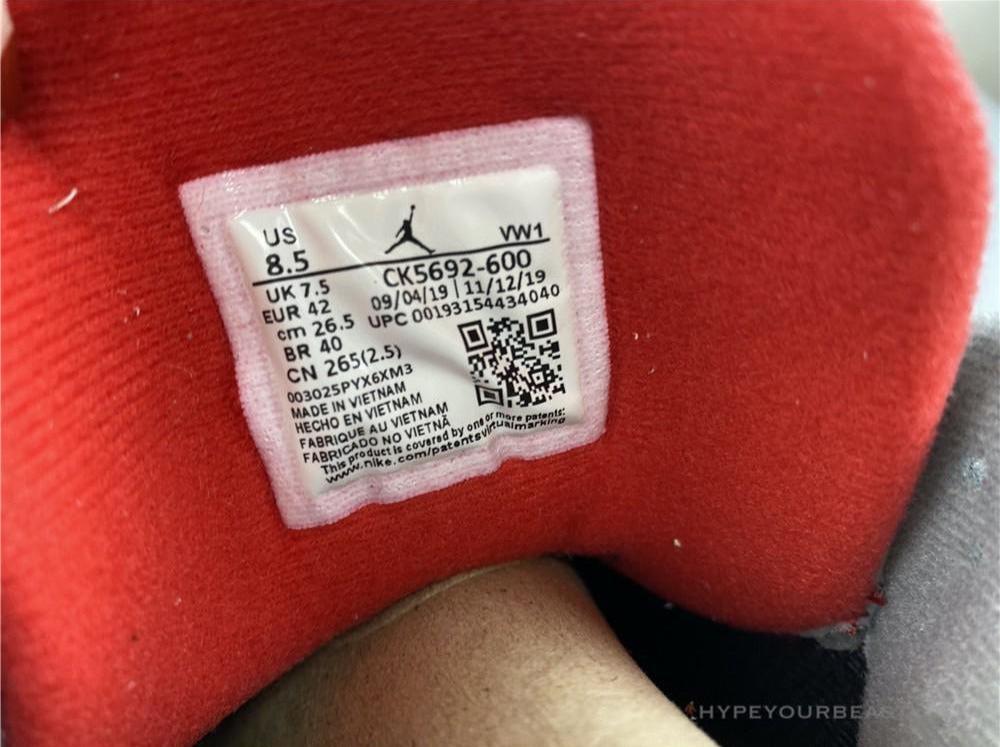 US
8.5
VW1
UK 7.5
EUR 42
cm 26.5
BR 40
CN 265(2.5)
CK5692-600
09/04/19 | 11/12/19
UPC 00193154434040
003025PYX6XM3
MADE IN VIETNAM
HECHO EN VIETNAM
FABRIQUE AU VIETNAM
FABRICADO NO VIETNÃ
This product is covered by one or more patents:
www.nike.com/patentsvirtualmarking
HYPEYOURBEAS